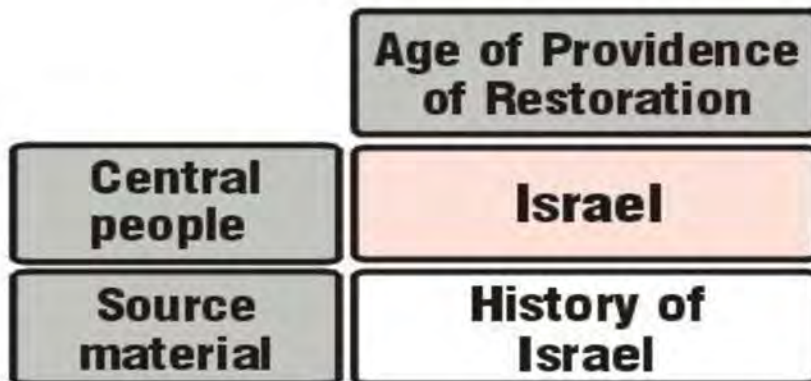 Age of Providence
of Restoration
Central
people
Israel
Source
material
History of
Israel